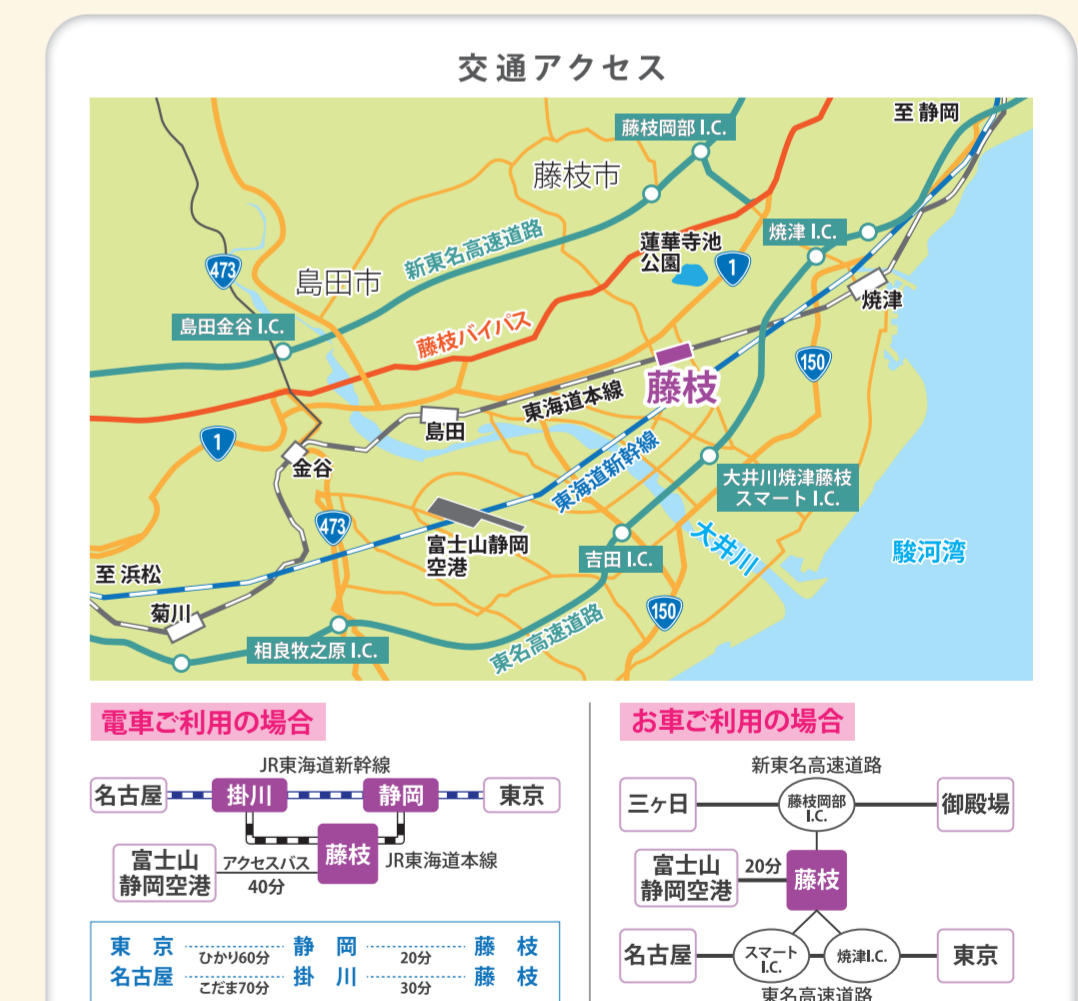 交通アクセス
至 静岡
藤枝岡部 I.C.
藤枝市
焼津 I.C.
新東名高速道路
蓮華寺池
公園
1
473
島田市
焼津
島田金谷 I.C.
藤枝バイパス
150
藤枝
東海道本線
島田
1
金谷
東海道新幹線
大井川焼津藤枝
スマート I.C.
473
富士山静岡
空港
大井川
駿河湾
吉田 I.C.
至 浜松
菊川
150
相良牧之原 I.C.
東名高速道路
電車ご利用の場合
JR東海道新幹線
名古屋 掛川 静岡 東京
富士山
静岡空港
アクセスバス
40分
藤枝
JR東海道本線
東 京 ひかり60分 静 岡 20分 藤 枝
名古屋 こだま70分 掛 川 30分 藤 枝
お車ご利用の場合
新東名高速道路
三ヶ日 藤枝岡部 I.C. 御殿場
富士山
静岡空港
20分
藤枝
名古屋 スマート I.C. 焼津I.C. 東京
東名高速道路